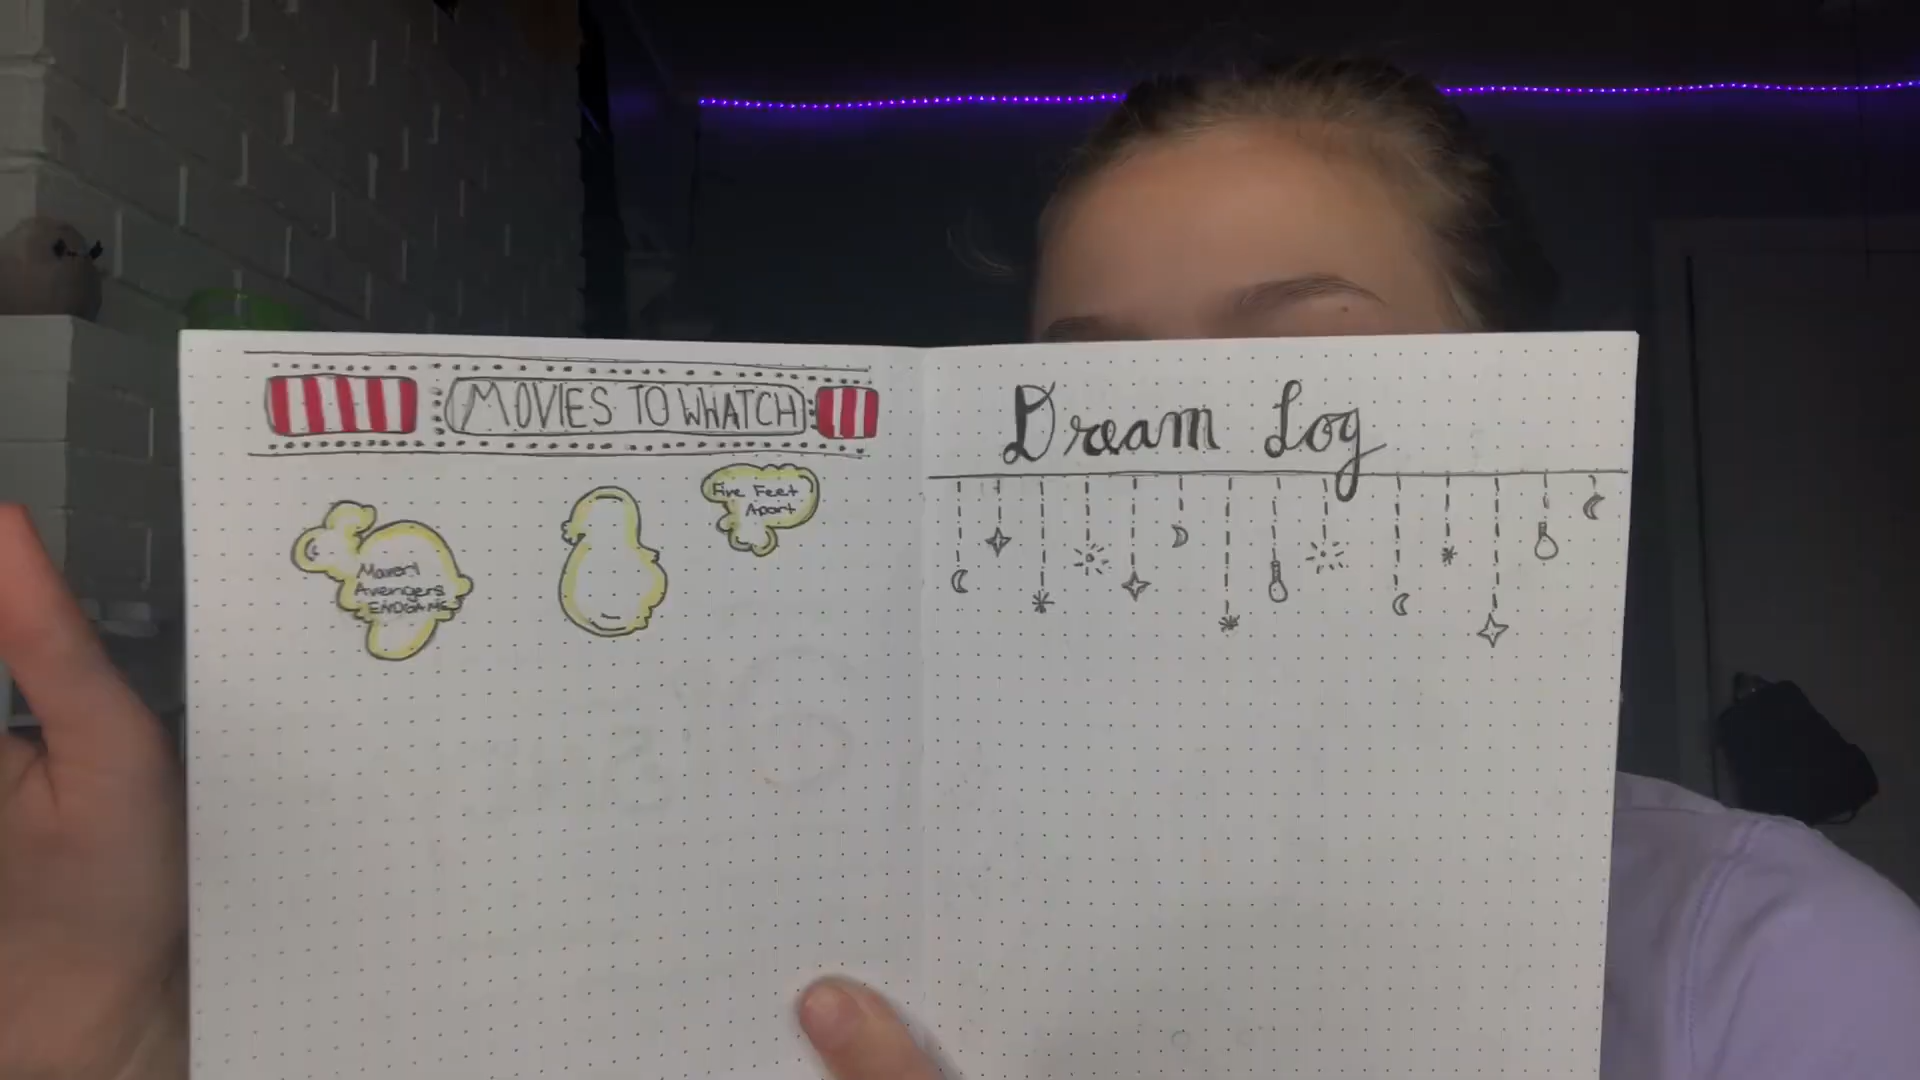 MOVIES TO WHATCH
Marvel
Avengers
ENDGAME
Five Feet
Apart
Dream Log